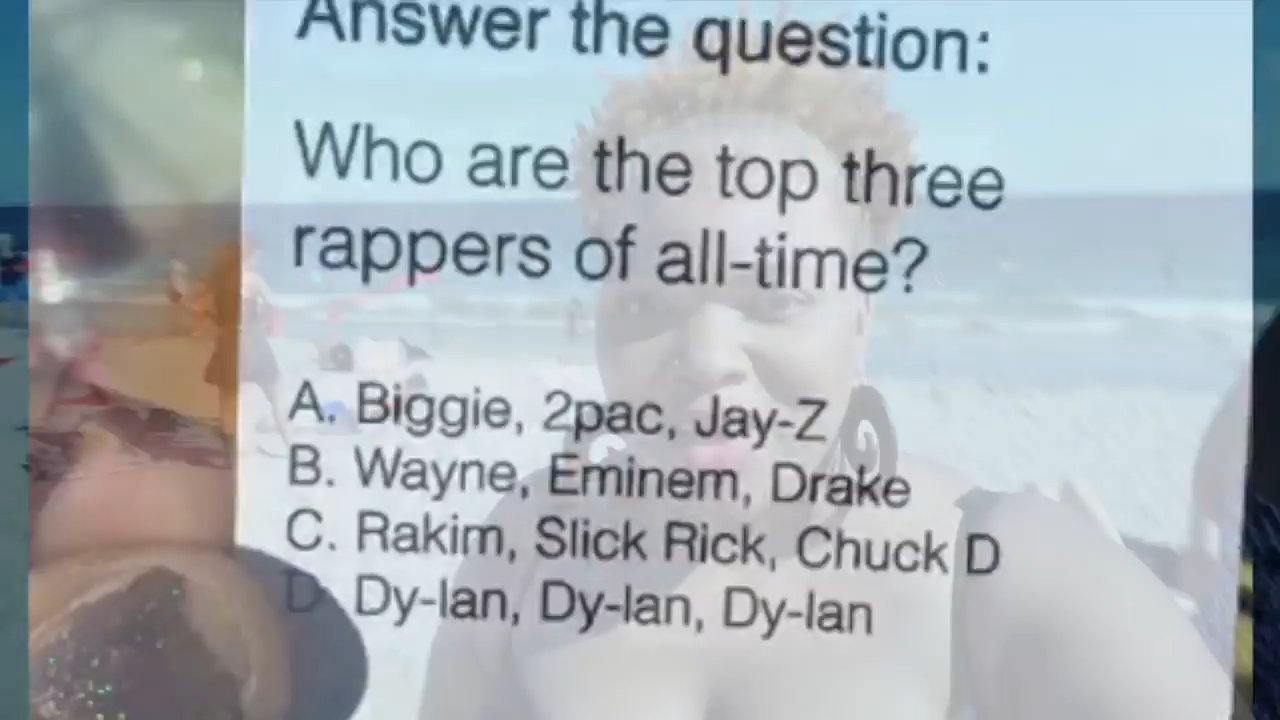 Answer the question:
Who are the top three
rappers of all-time?
A. Biggie, 2pac, Jay-Z
B. Wayne, Eminem, Drake
C. Rakim, Slick Rick, Chuck D
D. Dy-lan, Dy-lan, Dy-lan